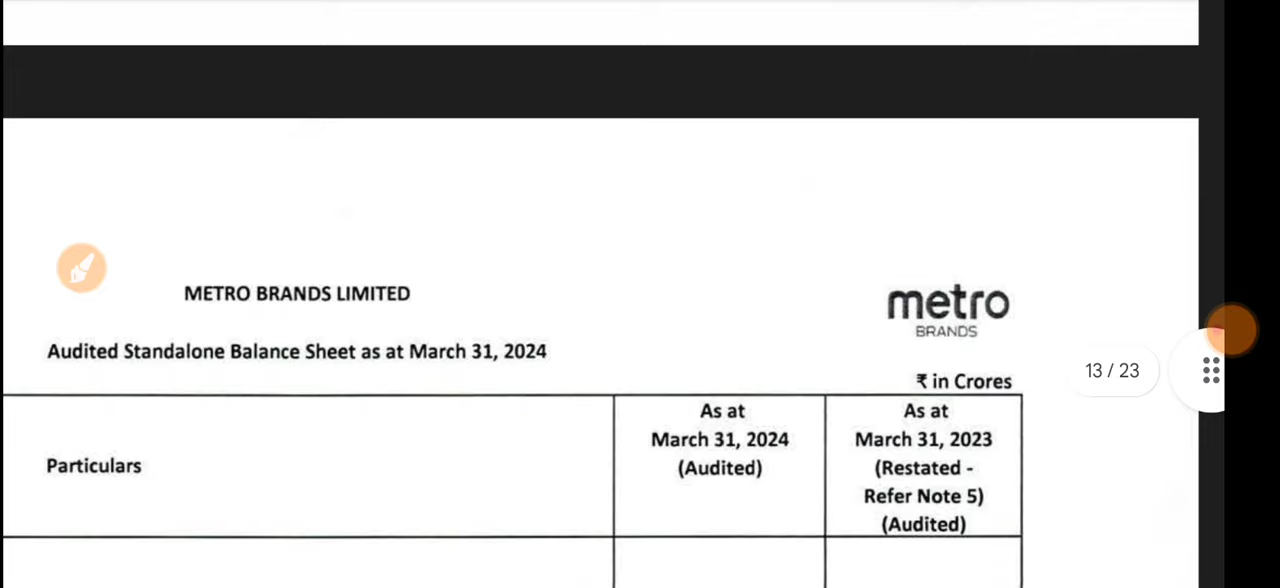 METRO BRANDS LIMITED
metro
BRANDS
Audited Standalone Balance Sheet as at March 31, 2024
₹ in Crores
13 / 23
Particulars
As at
March 31, 2024
(Audited)
As at
March 31, 2023
(Restated -
Refer Note 5)
(Audited)